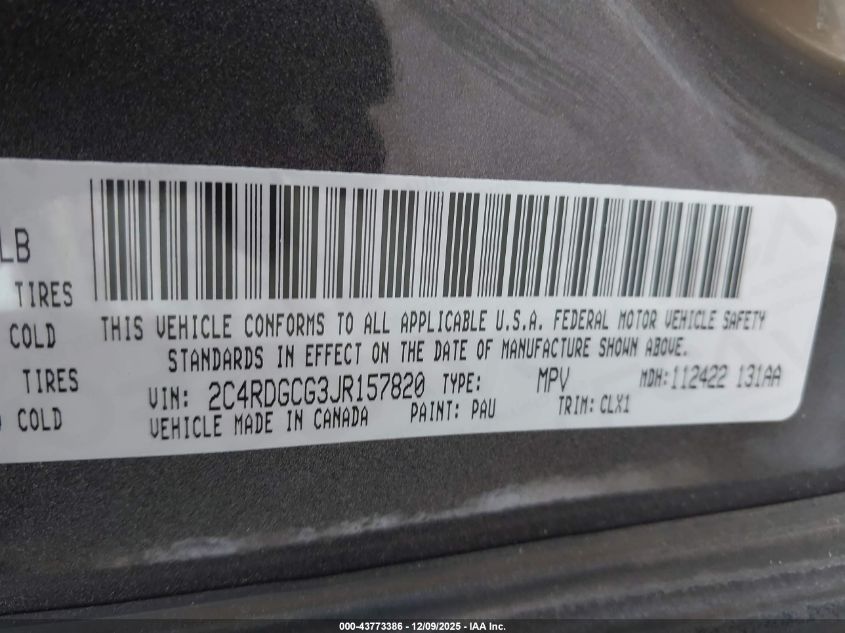 LB
TIRES
COLD
TIRES
COLD
THIS VEHICLE CONFORMS TO ALL APPLICABLE U.S.A. FEDERAL MOTOR VEHICLE SAFETY
STANDARDS IN EFFECT ON THE DATE OF MANUFACTURE SHOWN ABOVE.
VIN: 2C4RDGCG3JR157820 TYPE: MPV MDH:112422 131AA
VEHICLE MADE IN CANADA PAINT: PAU TRIM: CLX1
000-43773386 - 12/09/2025 - IAA Inc.